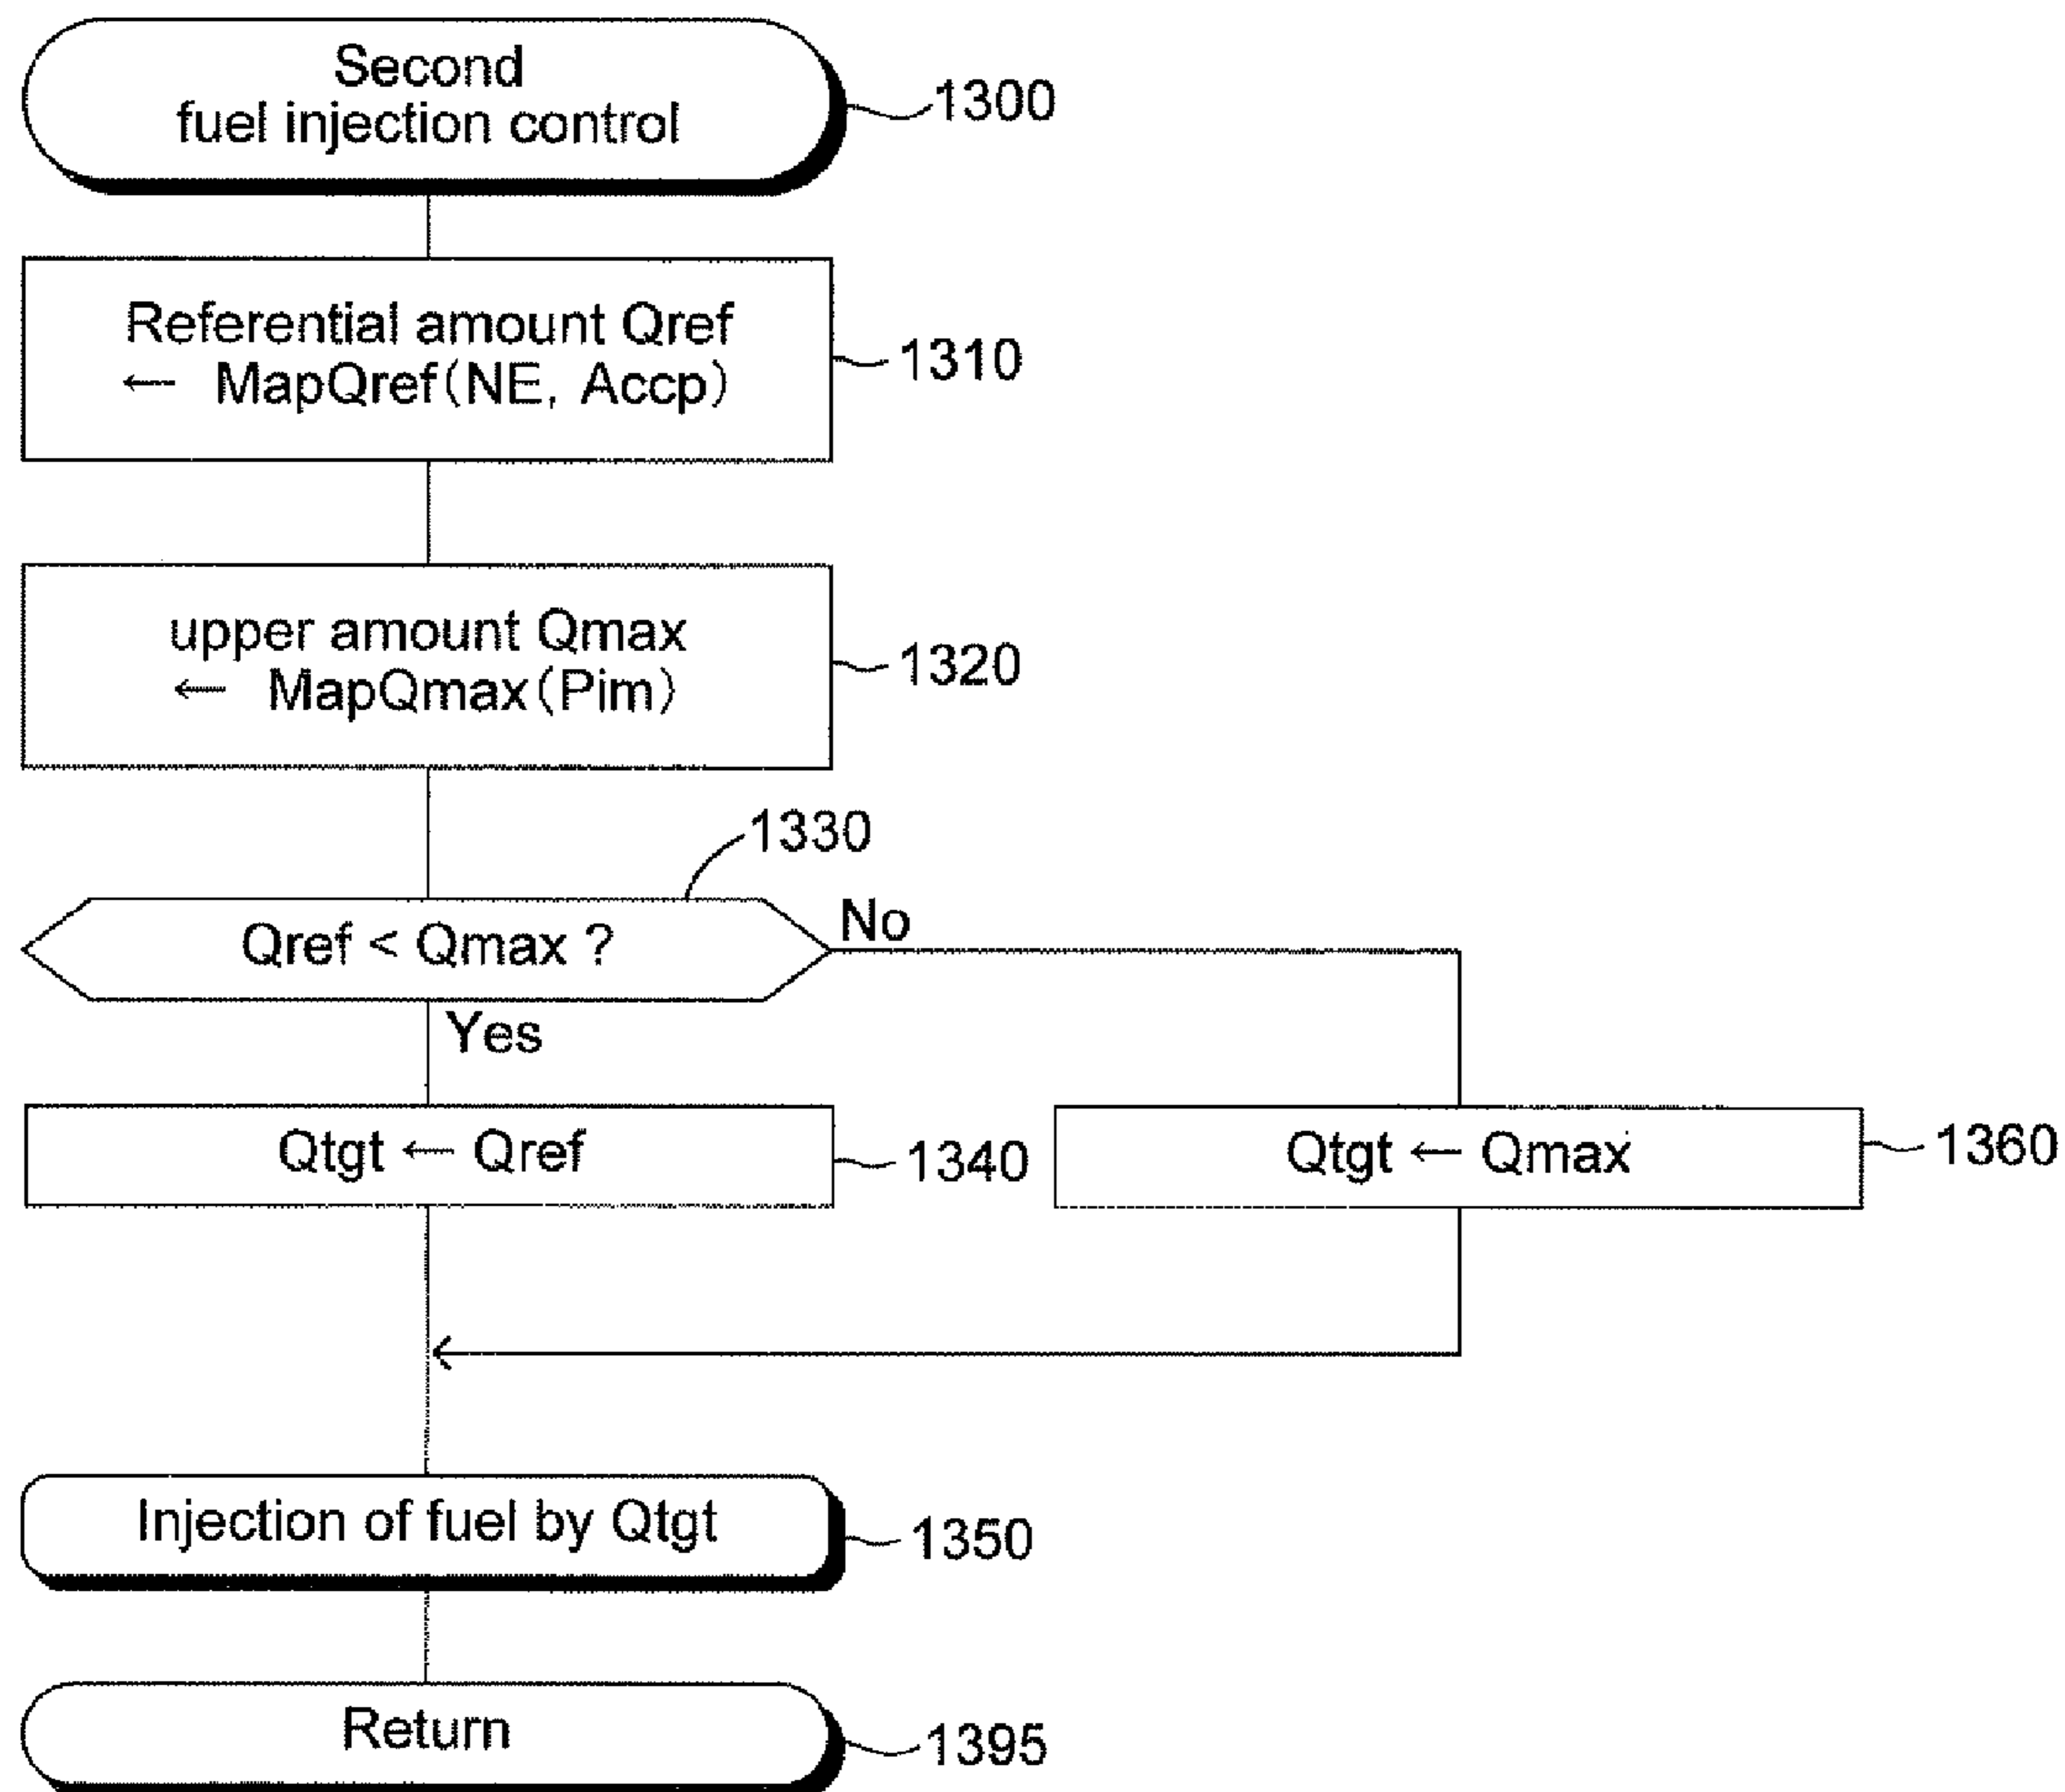 Second
fuel injection control
1300
Referential amount Qref
← MapQref(NE, Accp)
1310
upper amount Qmax
← MapQmax(Pim)
1320
1330
Qref < Qmax ?
No
Yes
Qtgt ← Qref
1340
Qtgt ← Qmax
1360
Injection of fuel by Qtgt
1350
Return
1395